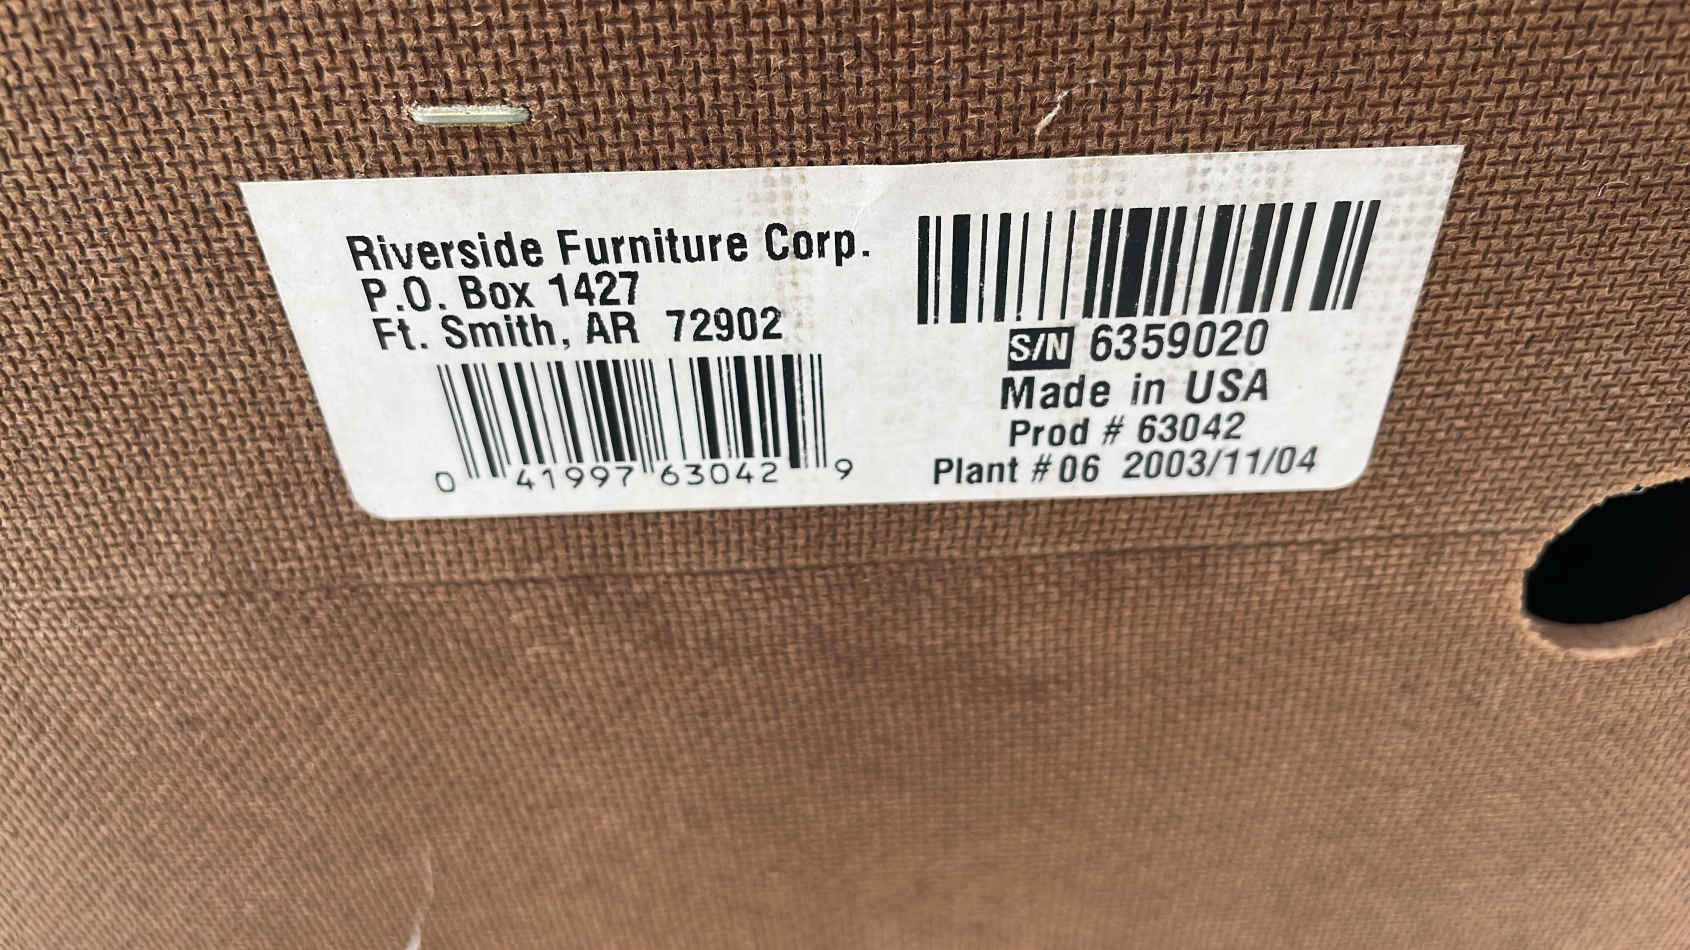 Riverside Furniture Corp.
P.O. Box 1427
Ft. Smith, AR 72902
0 41997 63042 9
S/N 6359020
Made in USA
Prod # 63042
Plant # 06 2003/11/04